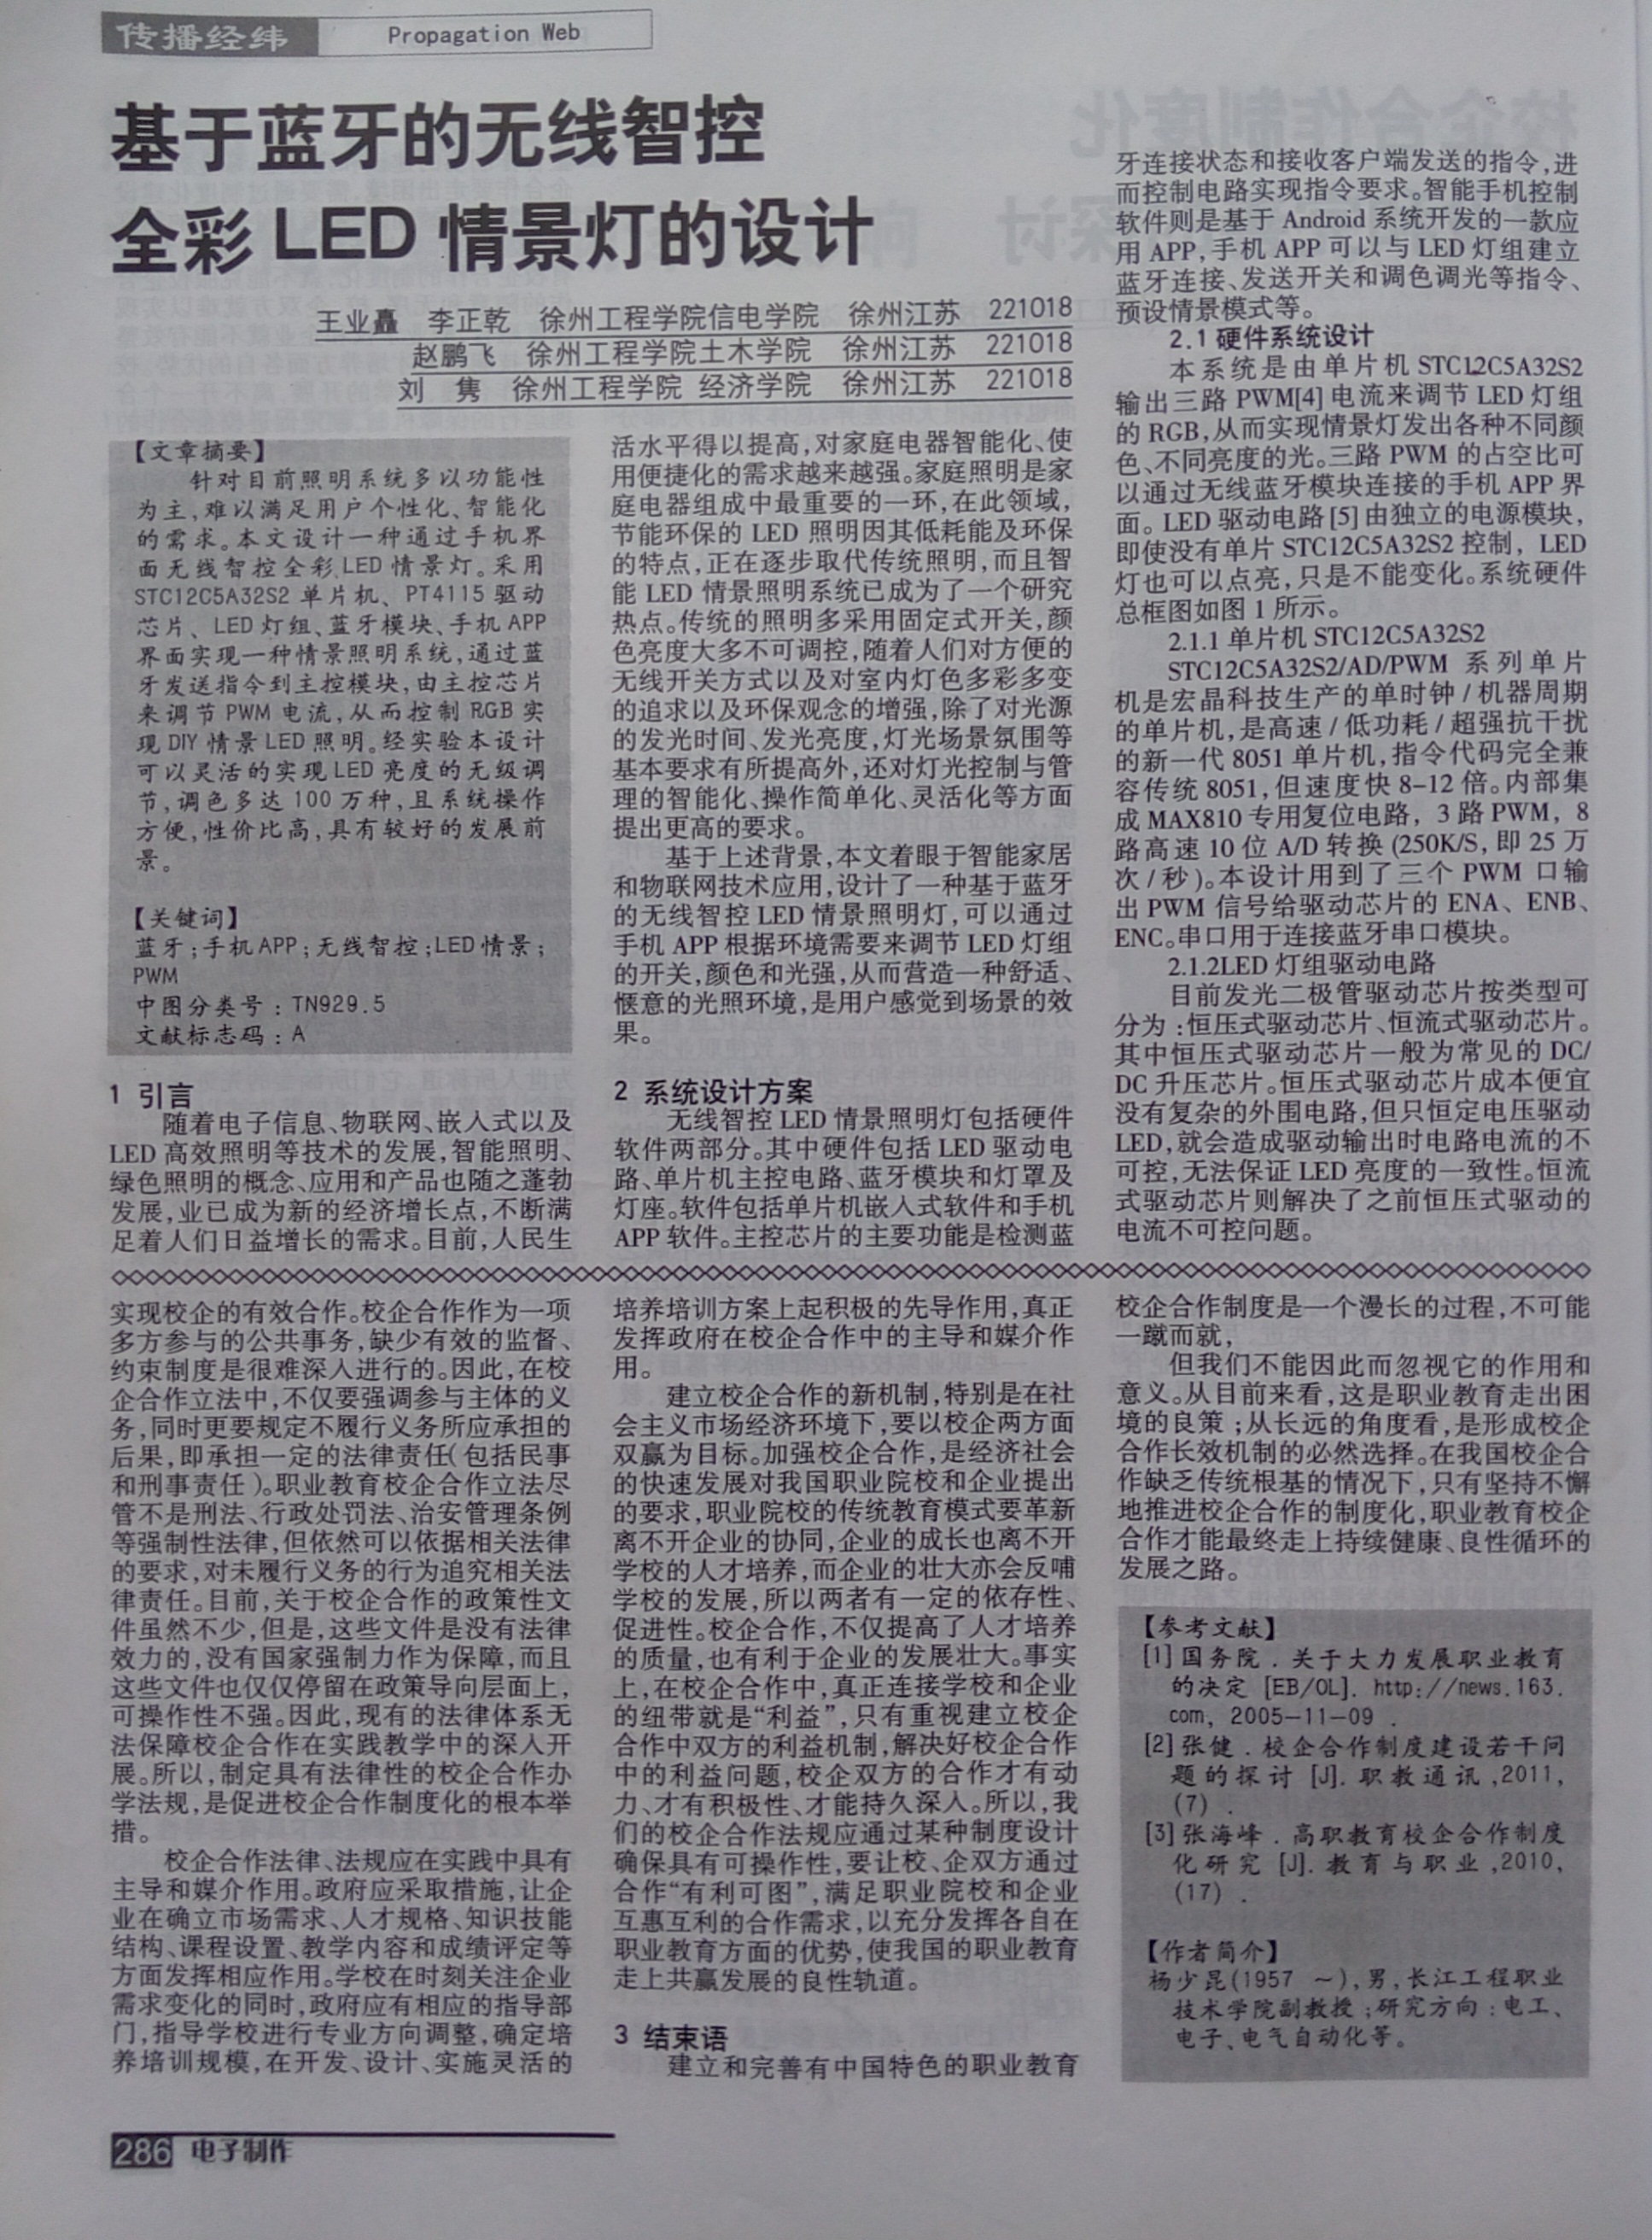 传播经纬
Propagation Web
基于蓝牙的无线智控
全彩 LED 情景灯的设计
王业矗 李正乾 徐州工程学院信电学院 徐州江苏 221018
赵鹏飞 徐州工程学院土木学院 徐州江苏 221018
刘 隽 徐州工程学院 经济学院 徐州江苏 221018
【文章摘要】
针对目前照明系统多以功能性
为主,难以满足用户个性化、智能化
的需求。本文设计一种通过手机界
面无线智控全彩 LED 情景灯。采用
STC12C5A32S2 单片机、PT4115 驱动
芯片、LED 灯组、蓝牙模块、手机 APP
界面实现一种情景照明系统,通过蓝
牙发送指令到主控模块,由主控芯片
来调节 PWM 电流,从而控制 RGB 实
现 DIY 情景 LED 照明。经实验本设计
可以灵活的实现 LED 亮度的无级调
节,调色多达 100 万种,且系统操作
方便,性价比高,具有较好的发展前
景。
【关键词】
蓝牙;手机APP;无线智控;LED情景;
PWM
中图分类号:TN929.5
文献标志码:A
1 引言
随着电子信息、物联网、嵌入式以及
LED 高效照明等技术的发展,智能照明、
绿色照明的概念、应用和产品也随之蓬勃
发展,业已成为新的经济增长点,不断满
足着人们日益增长的需求。目前,人民生
活水平得以提高,对家庭电器智能化、使
用便捷化的需求越来越强。家庭照明是家
庭电器组成中最重要的一环,在此领域,
节能环保的 LED 照明因其低耗能及环保
的特点,正在逐步取代传统照明,而且智
能 LED 情景照明系统已成为了一个研究
热点。传统的照明多采用固定式开关,颜
色亮度大多不可调控,随着人们对方便的
无线开关方式以及对室内灯色多彩多变
的追求以及环保观念的增强,除了对光源
的发光时间、发光亮度,灯光场景氛围等
基本要求有所提高外,还对灯光控制与管
理的智能化、操作简单化、灵活化等方面
提出更高的要求。
基于上述背景,本文着眼于智能家居
和物联网技术应用,设计了一种基于蓝牙
的无线智控 LED 情景照明灯,可以通过
手机 APP 根据环境需要来调节 LED 灯组
的开关,颜色和光强,从而营造一种舒适、
惬意的光照环境,是用户感觉到场景的效
果。
2 系统设计方案
无线智控 LED 情景照明灯包括硬件
软件两部分。其中硬件包括 LED 驱动电
路、单片机主控电路、蓝牙模块和灯罩及
灯座。软件包括单片机嵌入式软件和手机
APP 软件。主控芯片的主要功能是检测蓝
牙连接状态和接收客户端发送的指令,进
而控制电路实现指令要求。智能手机控制
软件则是基于 Android 系统开发的一款应
用 APP,手机 APP 可以与 LED 灯组建立
蓝牙连接、发送开关和调色调光等指令、
预设情景模式等。
2.1 硬件系统设计
本系统是由单片机 STC12C5A32S2
输出三路 PWM[4] 电流来调节 LED 灯组
的 RGB,从而实现情景灯发出各种不同颜
色、不同亮度的光。三路 PWM 的占空比可
以通过无线蓝牙模块连接的手机 APP 界
面。LED 驱动电路[5]由独立的电源模块,
即使没有单片 STC12C5A32S2 控制, LED
灯也可以点亮,只是不能变化。系统硬件
总框图如图 1 所示。
2.1.1 单片机 STC12C5A32S2
STC12C5A32S2/AD/PWM 系列单片
机是宏晶科技生产的单时钟 / 机器周期
的单片机,是高速 / 低功耗 / 超强抗干扰
的新一代 8051 单片机,指令代码完全兼
容传统 8051,但速度快 8-12 倍。内部集
成 MAX810 专用复位电路, 3 路 PWM, 8
路高速 10 位 A/D 转换 (250K/S, 即 25 万
次 / 秒)。本设计用到了三个 PWM 口输
出 PWM 信号给驱动芯片的 ENA、ENB、
ENC。串口用于连接蓝牙串口模块。
2.1.2LED 灯组驱动电路
目前发光二极管驱动芯片按类型可
分为:恒压式驱动芯片、恒流式驱动芯片。
其中恒压式驱动芯片一般为常见的 DC/
DC 升压芯片。恒压式驱动芯片成本便宜
没有复杂的外围电路,但只恒定电压驱动
LED,就会造成驱动输出时电路电流的不
可控,无法保证 LED 亮度的一致性。恒流
式驱动芯片则解决了之前恒压式驱动的
电流不可控问题。
实现校企的有效合作。校企合作作为一项
多方参与的公共事务,缺少有效的监督、
约束制度是很难深入进行的。因此,在校
企合作立法中,不仅要强调参与主体的义
务,同时更要规定不履行义务所应承担的
后果,即承担一定的法律责任(包括民事
和刑事责任)。职业教育校企合作立法尽
管不是刑法、行政处罚法、治安管理条例
等强制性法律,但依然可以依据相关法律
的要求,对未履行义务的行为追究相关法
律责任。目前,关于校企合作的政策性文
件虽然不少,但是,这些文件是没有法律
效力的,没有国家强制力作为保障,而且
这些文件也仅仅停留在政策导向层面上,
可操作性不强。因此,现有的法律体系无
法保障校企合作在实践教学中的深入开
展。所以,制定具有法律性的校企合作办
学法规,是促进校企合作制度化的根本举
措。
校企合作法律、法规应在实践中具有
主导和媒介作用。政府应采取措施,让企
业在确立市场需求、人才规格、知识技能
结构、课程设置、教学内容和成绩评定等
方面发挥相应作用。学校在时刻关注企业
需求变化的同时,政府应有相应的指导部
门,指导学校进行专业方向调整,确定培
养培训规模,在开发、设计、实施灵活的
培养培训方案上起积极的先导作用,真正
发挥政府在校企合作中的主导和媒介作
用。
建立校企合作的新机制,特别是在社
会主义市场经济环境下,要以校企两方面
双赢为目标。加强校企合作,是经济社会
的快速发展对我国职业院校和企业提出
的要求,职业院校的传统教育模式要革新
离不开企业的协同,企业的成长也离不开
学校的人才培养,而企业的壮大亦会反哺
学校的发展,所以两者有一定的依存性、
促进性。校企合作,不仅提高了人才培养
的质量,也有利于企业的发展壮大。事实
上,在校企合作中,真正连接学校和企业
的纽带就是“利益”,只有重视建立校企
合作中双方的利益机制,解决好校企合作
中的利益问题,校企双方的合作才有动
力、才有积极性、才能持久深入。所以,我
们的校企合作法规应通过某种制度设计
确保具有可操作性,要让校、企双方通过
合作“有利可图”,满足职业院校和企业
互惠互利的合作需求,以充分发挥各自在
职业教育方面的优势,使我国的职业教育
走上共赢发展的良性轨道。
3 结束语
建立和完善有中国特色的职业教育
校企合作制度是一个漫长的过程,不可能
一蹴而就,
但我们不能因此而忽视它的作用和
意义。从目前来看,这是职业教育走出困
境的良策;从长远的角度看,是形成校企
合作长效机制的必然选择。在我国校企合
作缺乏传统根基的情况下,只有坚持不懈
地推进校企合作的制度化,职业教育校企
合作才能最终走上持续健康、良性循环的
发展之路。
【参考文献】
[1] 国务院 . 关于大力发展职业教育
的决定 [EB/OL]. http://news.163.
com, 2005-11-09 .
[2] 张健 . 校企合作制度建设若干问
题的探讨 [J]. 职教通讯 ,2011,
(7) .
[3] 张海峰 . 高职教育校企合作制度
化研究 [J]. 教育与职业 ,2010,
(17) .
【作者简介】
杨少昆(1957 ~),男,长江工程职业
技术学院副教授;研究方向:电工、
电子、电气自动化等。
286 电子制作